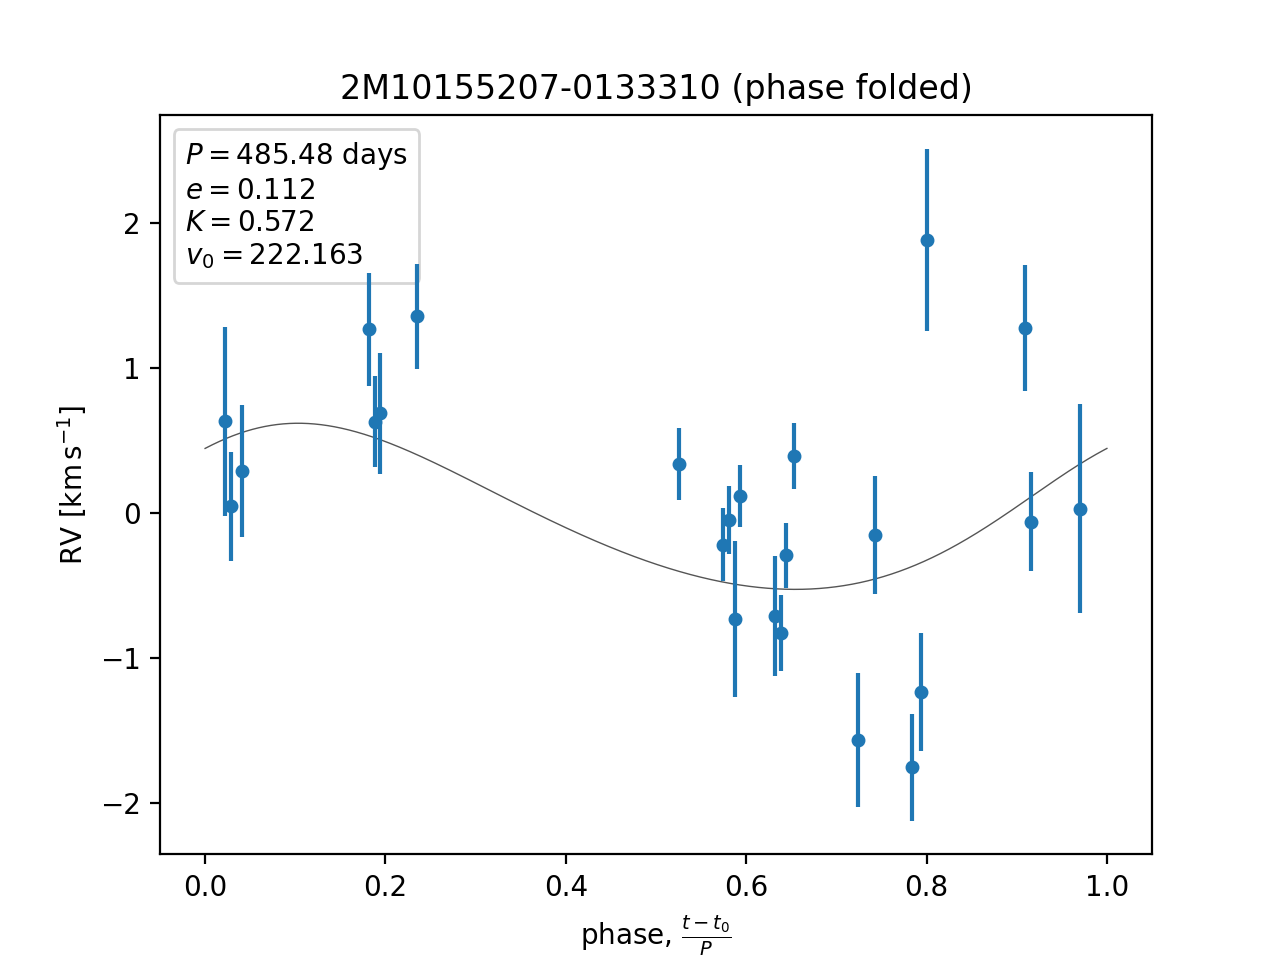 2M10155207-0133310 (phase folded)
P = 485.48 days
e = 0.112
K = 0.572
v₀ = 222.163
2
1
0
−1
−2
RV [km s⁻¹]
0.0 0.2 0.4 0.6 0.8 1.0
phase, (t − t₀)/P